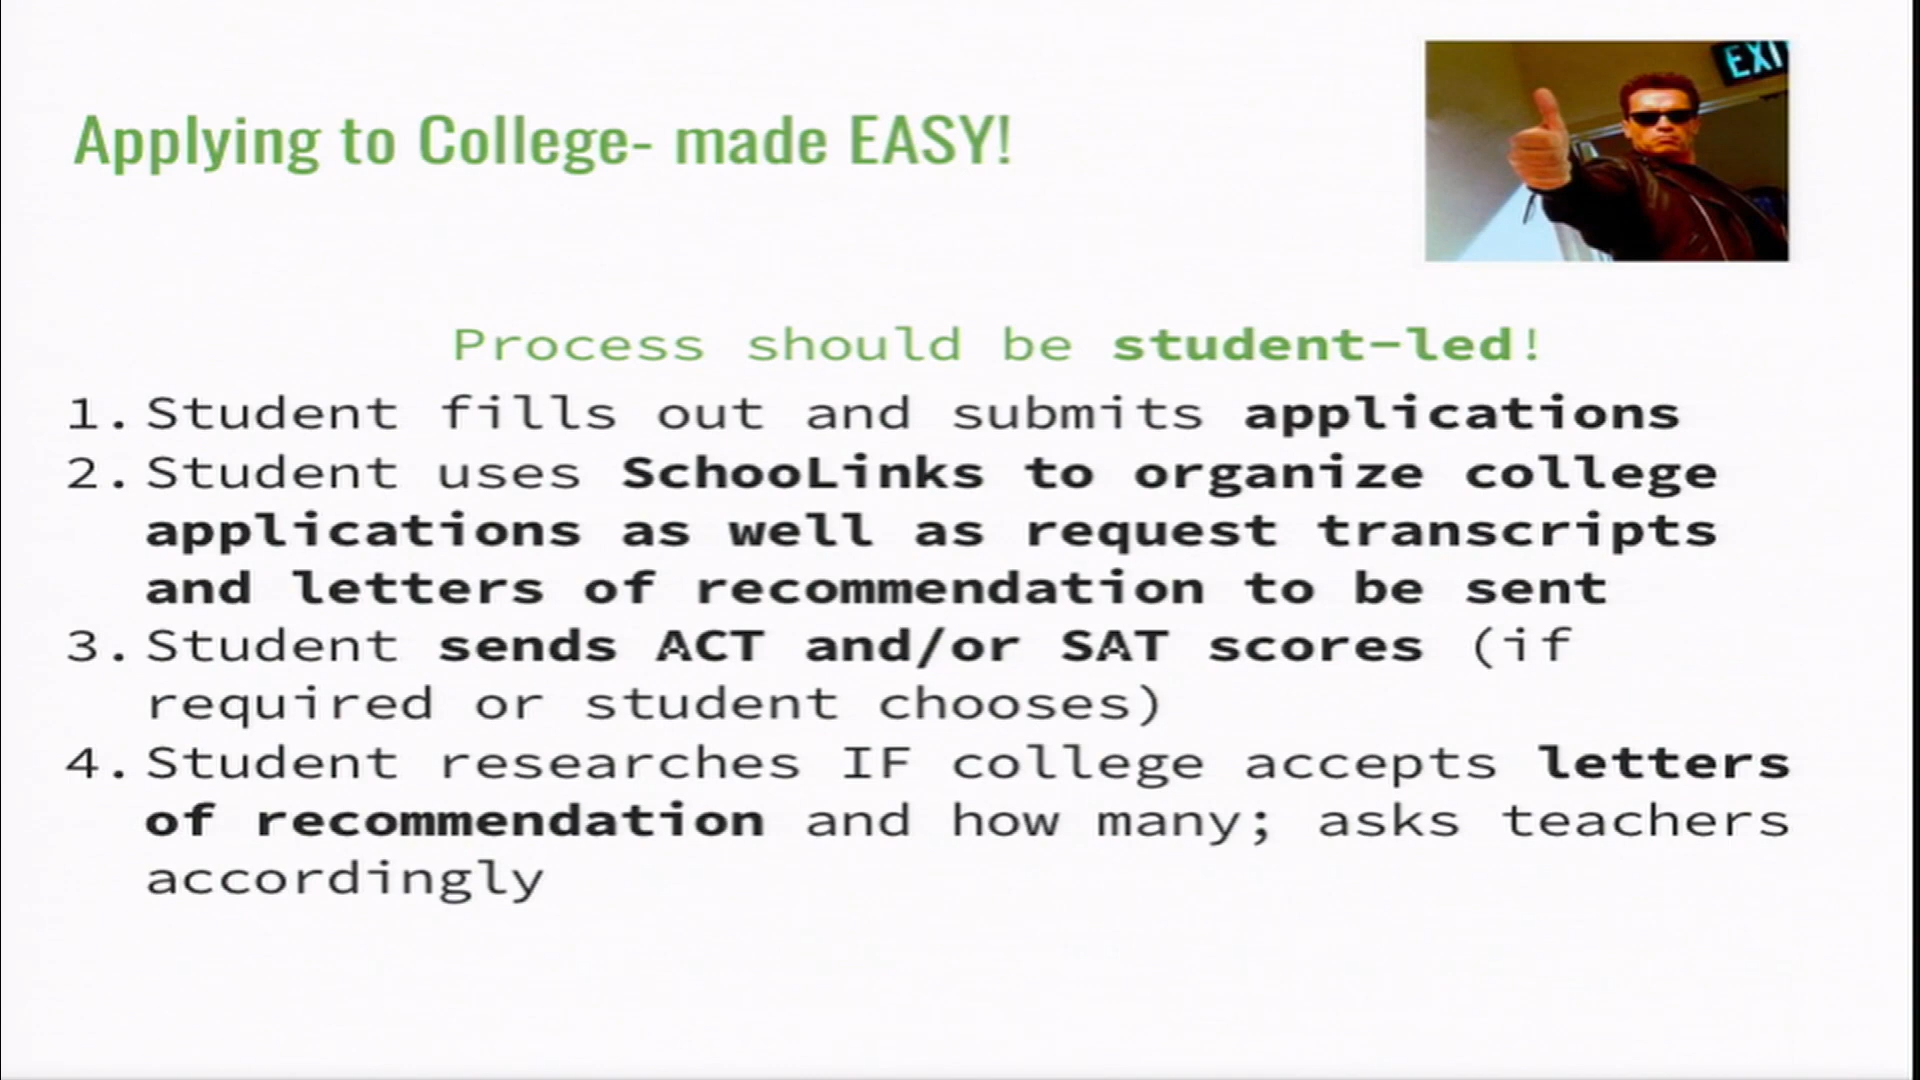 EXI
Applying to College- made EASY!
Process should be student-led!
1. Student fills out and submits applications
2. Student uses SchooLinks to organize college
applications as well as request transcripts
and letters of recommendation to be sent
3. Student sends ACT and/or SAT scores (if
required or student chooses)
4. Student researches IF college accepts letters
of recommendation and how many; asks teachers
accordingly